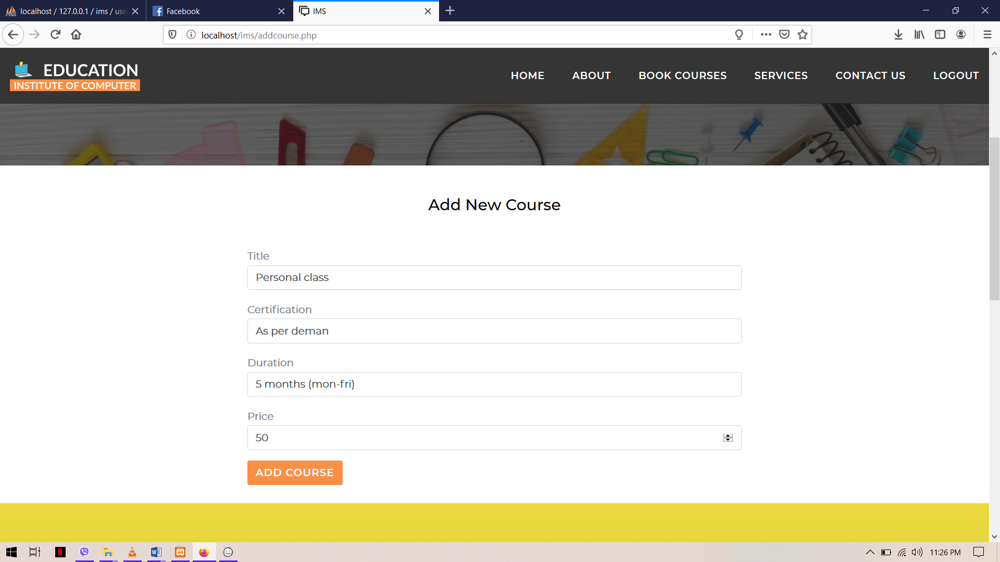 localhost / 127.0.0.1 / ims / use
Facebook
IMS
localhost/ims/addcourse.php
EDUCATION
INSTITUTE OF COMPUTER
HOME
ABOUT
BOOK COURSES
SERVICES
CONTACT US
LOGOUT
Add New Course
Title
Personal class
Certification
As per deman
Duration
5 months (mon-fri)
Price
50
ADD COURSE
11:26 PM